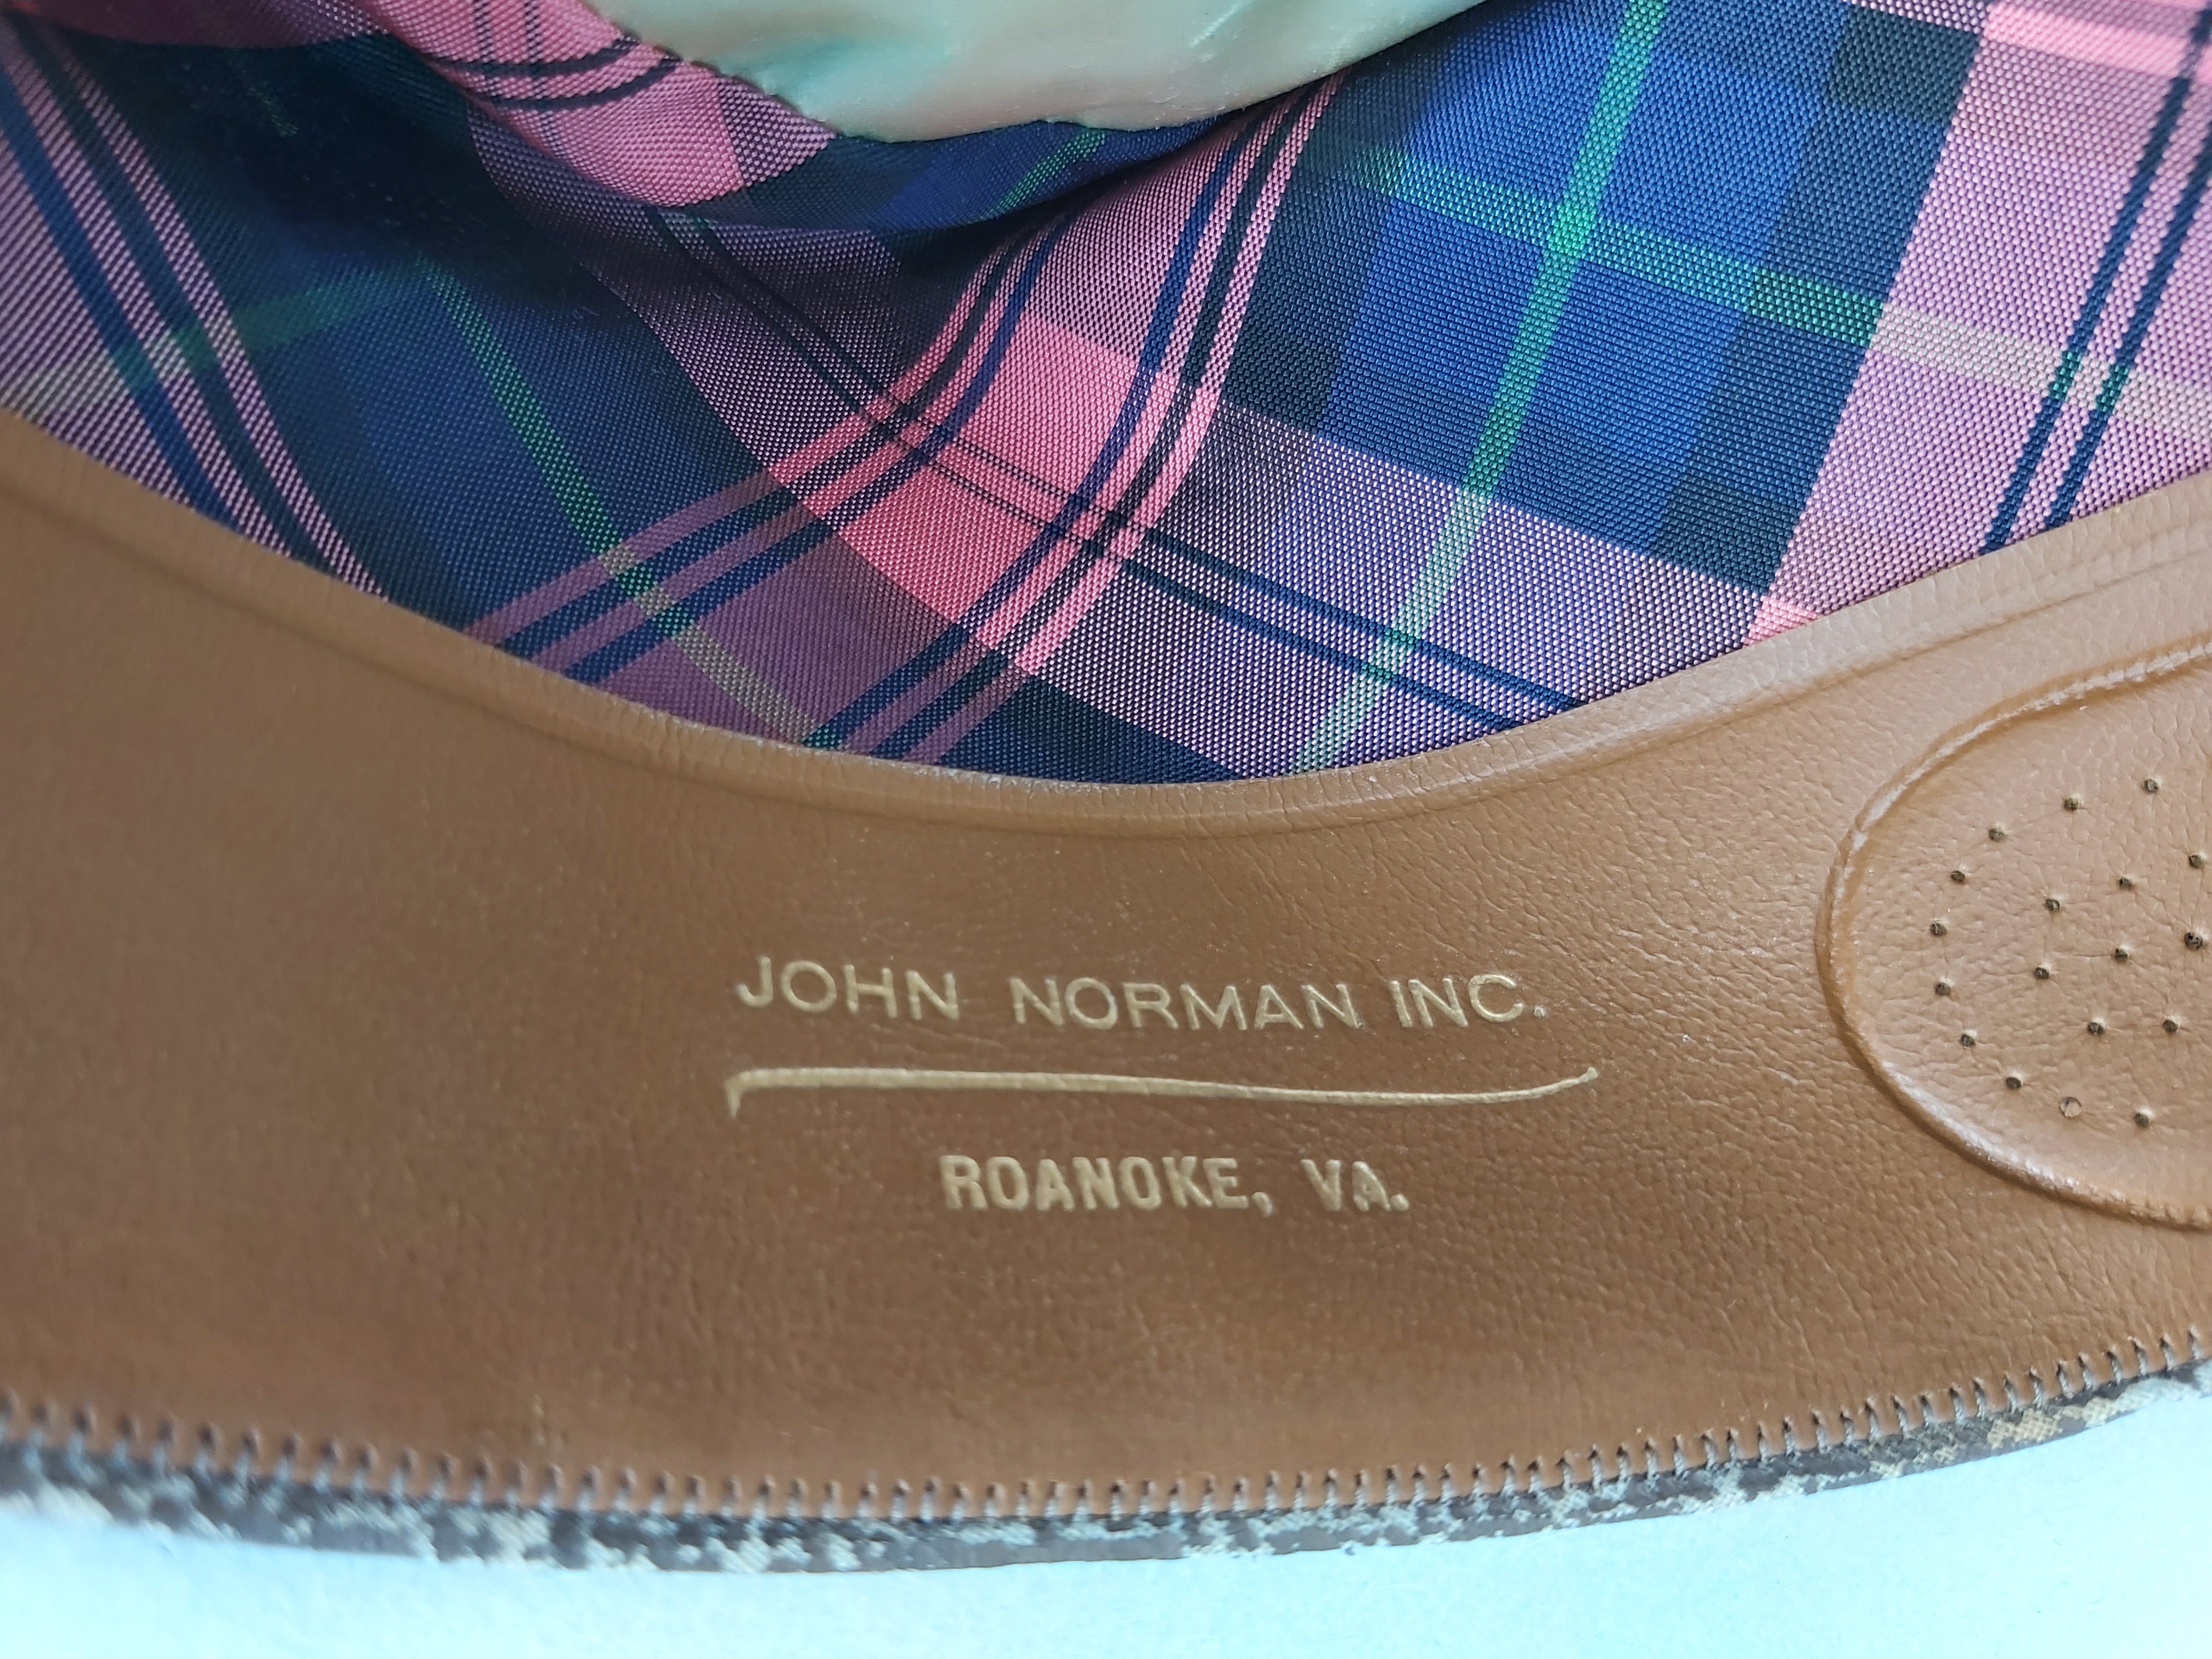 JOHN NORMAN INC.
ROANOKE, VA.